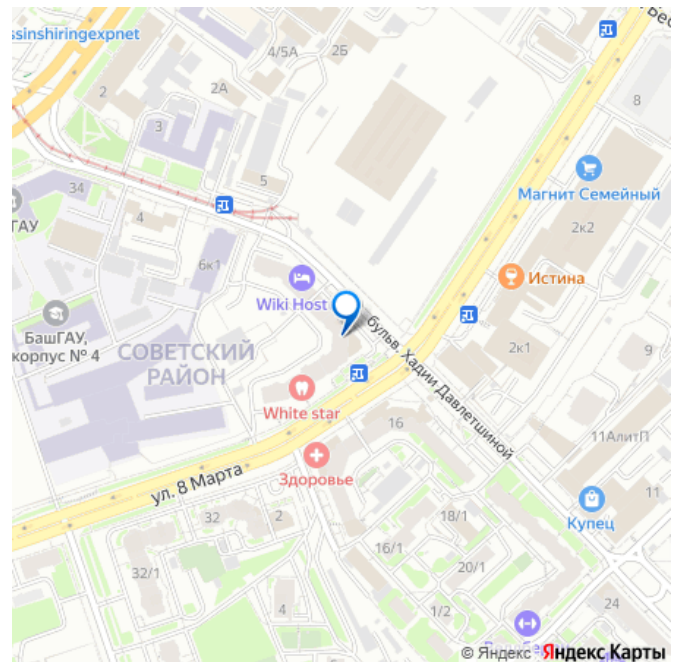 ssinshiringexpnet
4/5А
2Б
2
2А
8
3
Магнит Семейный
5
34
4
ГАУ
2к2
6к1
Истина
Wiki Host
БашГАУ,
корпус № 4
СОВЕТСКИЙ
РАЙОН
бульв. Хадии Давлетшиной
2к1
9
White star
16
11АлитП
Здоровье
ул. 8 Марта
11
Купец
32
2
18/1
16/1
32/1
20/1
4
1/2
24
© Яндекс Яндекс Карты